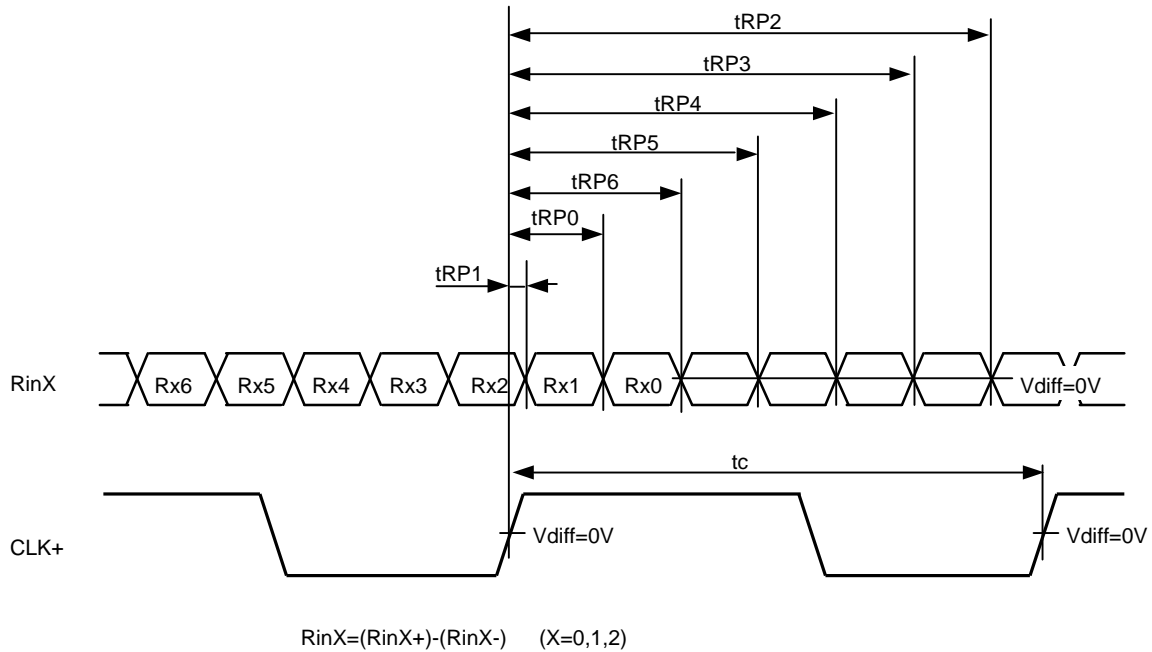 tRP2
tRP3
tRP4
tRP5
tRP6
tRP0
tRP1
RinX Rx6 Rx5 Rx4 Rx3 Rx2 Rx1 Rx0 Vdiff=0V
tc
CLK+ Vdiff=0V Vdiff=0V
RinX=(RinX+)-(RinX-) (X=0,1,2)